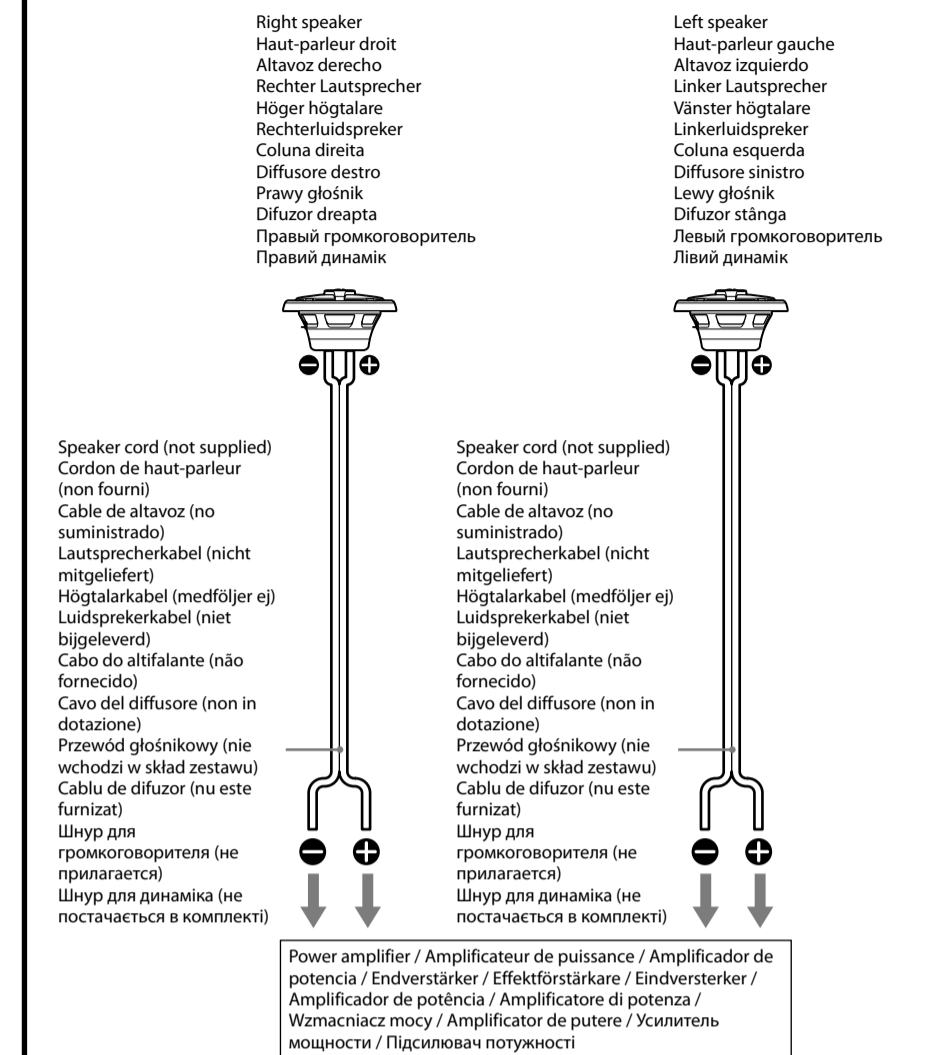 Right speaker
Haut-parleur droit
Altavoz derecho
Rechter Lautsprecher
Höger högtalare
Rechterluidspreker
Coluna direita
Diffusore destro
Prawy głośnik
Difuzor dreapta
Правый громкоговоритель
Правий динамік
Left speaker
Haut-parleur gauche
Altavoz izquierdo
Linker Lautsprecher
Vänster högtalare
Linkerluidspreker
Coluna esquerda
Diffusore sinistro
Lewy głośnik
Difuzor stânga
Левый громкоговоритель
Лівий динамік
Speaker cord (not supplied)
Cordon de haut-parleur
(non fourni)
Cable de altavoz (no
suministrado)
Lautsprecherkabel (nicht
mitgeliefert)
Högtalarkabel (medföljer ej)
Luidsprekerkabel (niet
bijgeleverd)
Cabo do altifalante (não
fornecido)
Cavo del diffusore (non in
dotazione)
Przewód głośnikowy (nie
wchodzi w skład zestawu)
Cablu de difuzor (nu este
furnizat)
Шнур для
громкоговорителя (не
прилагается)
Шнур для динаміка (не
постачається в комплекті)
Speaker cord (not supplied)
Cordon de haut-parleur
(non fourni)
Cable de altavoz (no
suministrado)
Lautsprecherkabel (nicht
mitgeliefert)
Högtalarkabel (medföljer ej)
Luidsprekerkabel (niet
bijgeleverd)
Cabo do altifalante (não
fornecido)
Cavo del diffusore (non in
dotazione)
Przewód głośnikowy (nie
wchodzi w skład zestawu)
Cablu de difuzor (nu este
furnizat)
Шнур для
громкоговорителя (не
прилагается)
Шнур для динаміка (не
постачається в комплекті)
Power amplifier / Amplificateur de puissance / Amplificador de
potencia / Endverstärker / Effektförstärkare / Eindversterker /
Amplificador de potência / Amplificatore di potenza /
Wzmacniacz mocy / Amplificator de putere / Усилитель
мощности / Підсилювач потужності